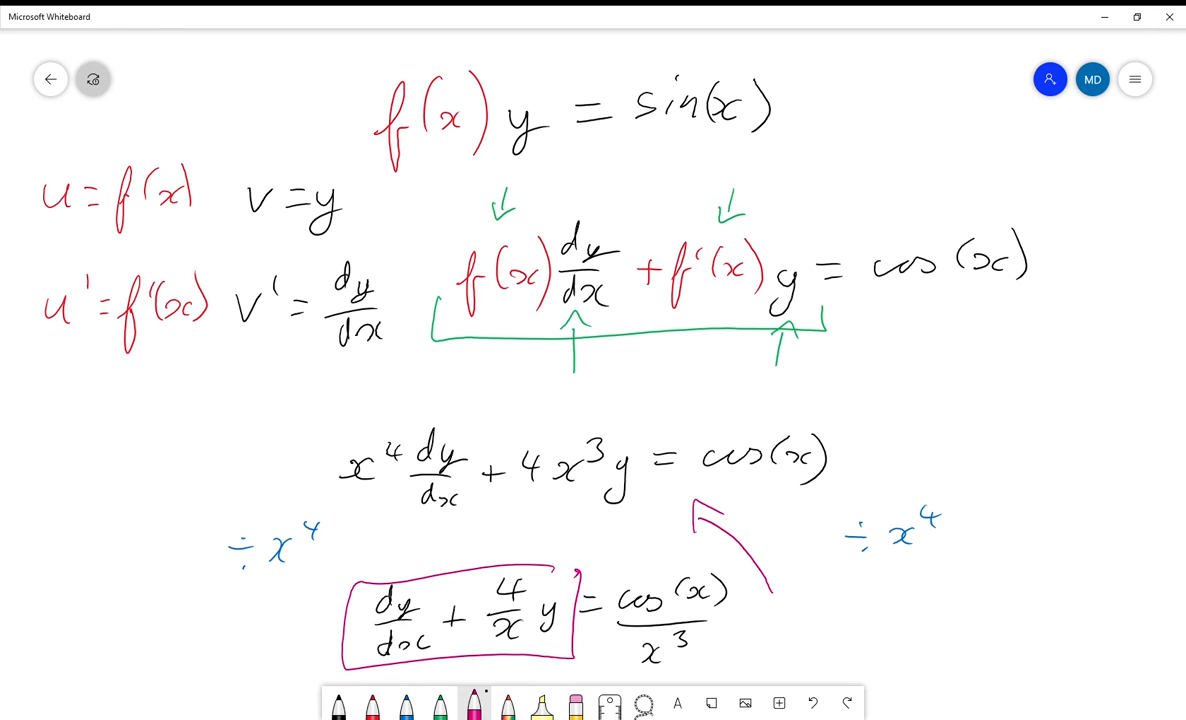 Microsoft Whiteboard
MD
f(x) y = sin(x)
u = f(x) v = y
f(x) dy/dx + f'(x) y = cos(x)
u' = f'(x) v' = dy/dx
x⁴ dy/dx + 4x³y = cos(x)
÷ x⁴ ÷ x⁴
dy/dx + 4/x y = cos(x)/x³
A